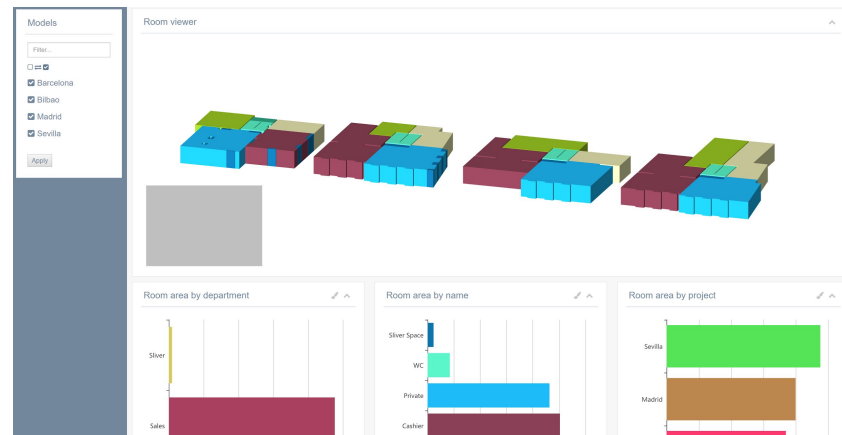 Models
Filter...
Barcelona
Bilbao
Madrid
Sevilla
Apply
Room viewer
Room area by department
Sliver
Sales
Room area by name
Sliver Space
WC
Private
Cashier
Room area by project
Sevilla
Madrid